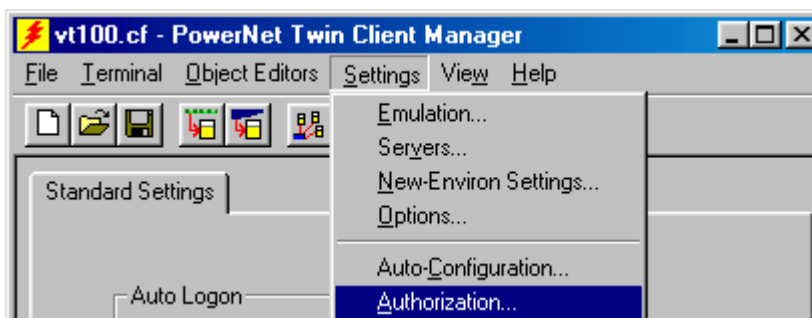 vt100.cf - PowerNet Twin Client Manager
File Terminal Object Editors Settings View Help
Emulation...
Servers...
New-Environ Settings...
Standard Settings
Options...
Auto-Configuration...
Auto Logon
Authorization...